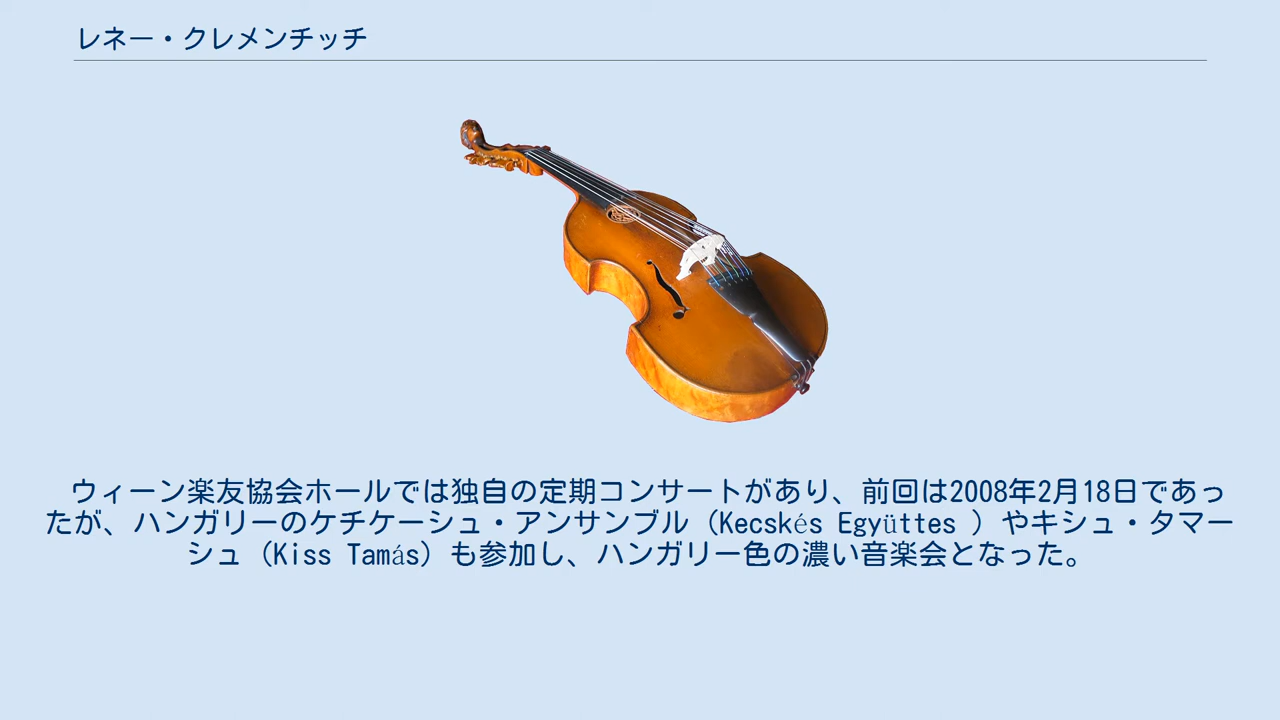 レネー・クレメンチッチ
ウィーン楽友協会ホールでは独自の定期コンサートがあり、前回は2008年2月18日であっ
たが、ハンガリーのケチケーシュ・アンサンブル（Kecskés Együttes ）やキシュ・タマー
シュ（Kiss Tamás）も参加し、ハンガリー色の濃い音楽会となった。